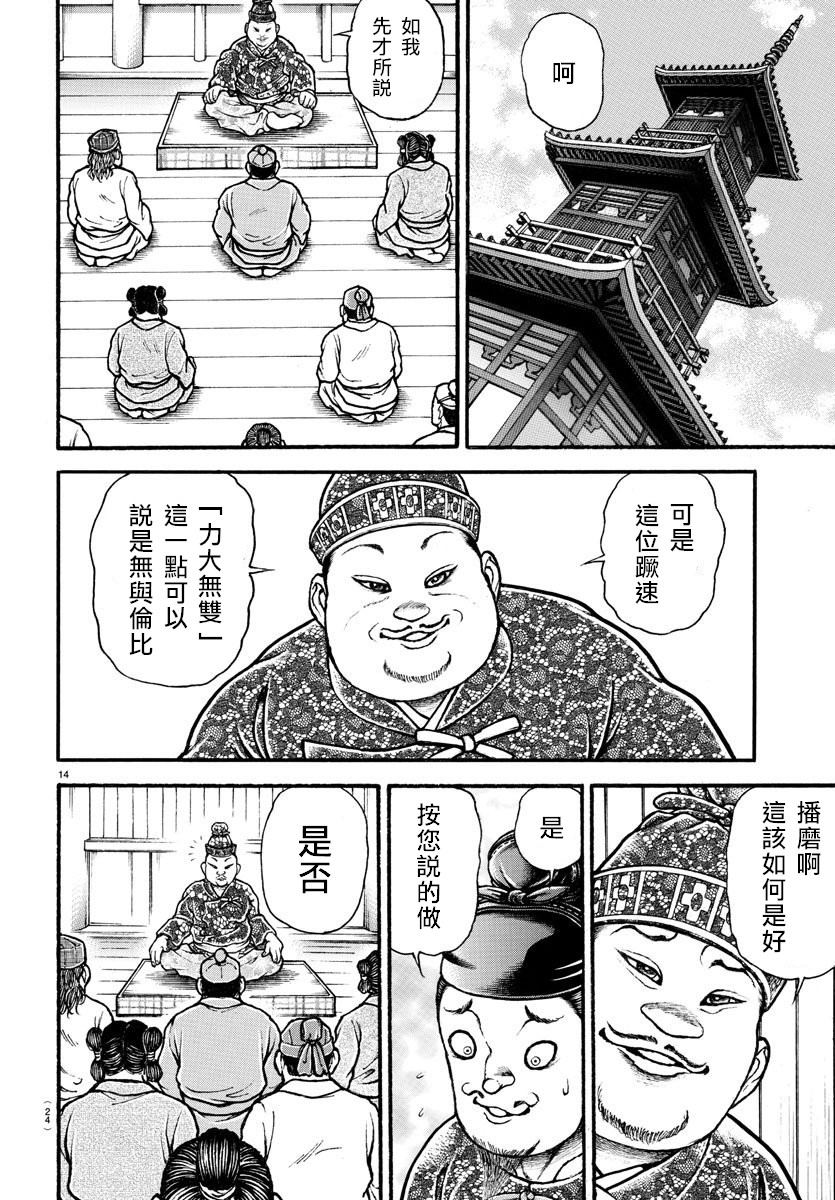 呵
如我
先才所說
可是
這位蹶速
「力大無雙」
這一點可以
說是無與倫比
14
播磨啊
這該如何是好
是
按您說的做
是否
(24)